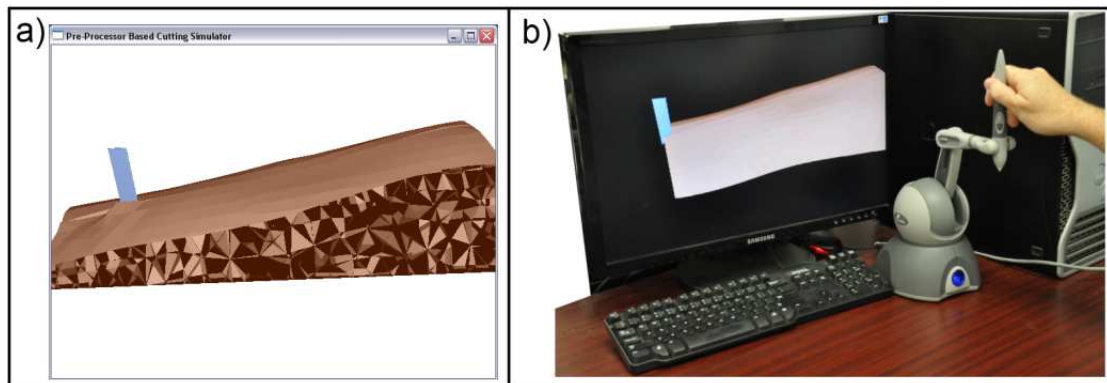 a)
Pre-Processor Based Cutting Simulator
b)
SAMSUNG